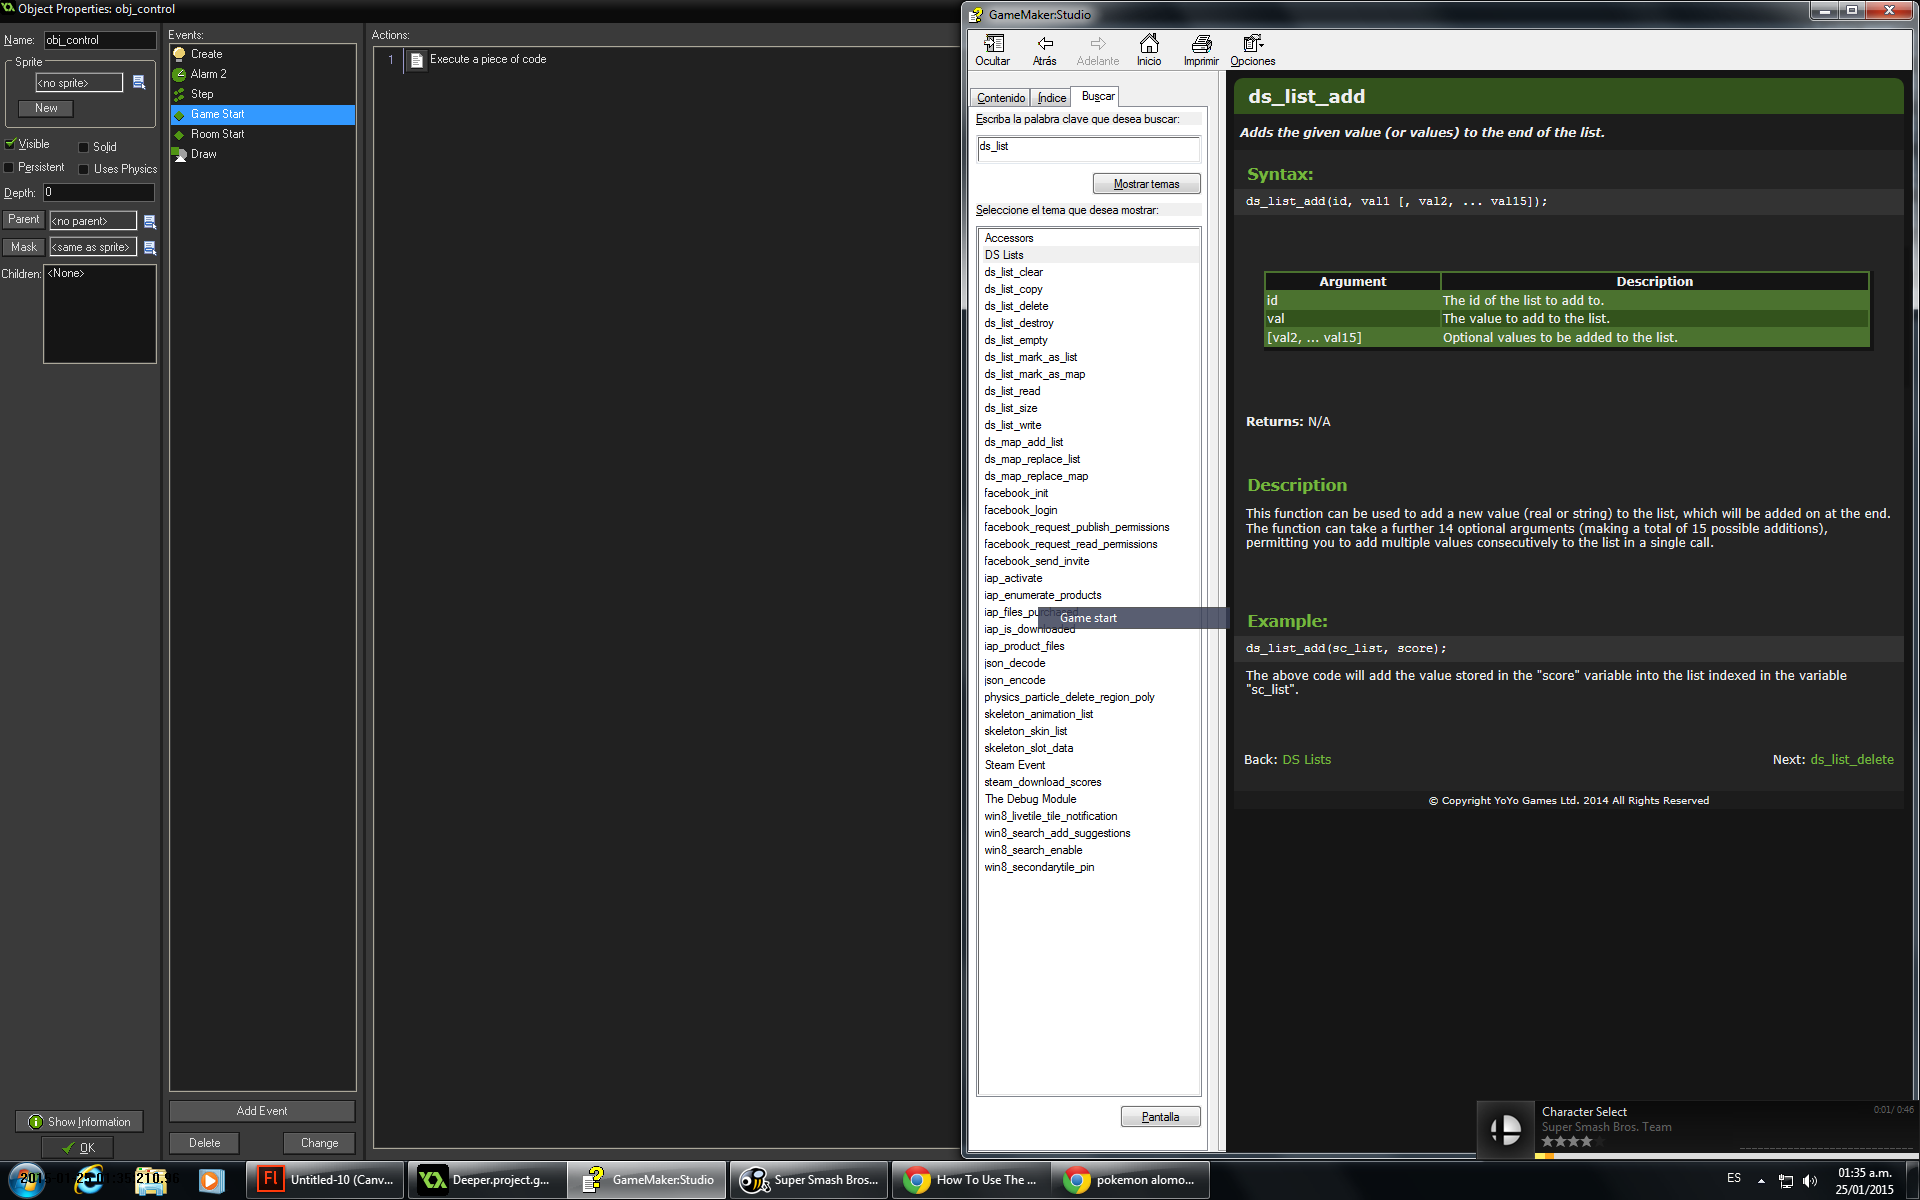 Object Properties: obj_control
Name: obj_control
Sprite
<no sprite>
New
Visible
Solid
Persistent
Uses Physics
Depth: 0
Parent <no parent>
Mask <same as sprite>
Children: <None>
Show Information
OK
Events:
Create
Alarm 2
Step
Game Start
Room Start
Draw
Add Event
Delete
Change
Actions:
1 Execute a piece of code
GameMaker:Studio
Ocultar Atrás Adelante Inicio Imprimir Opciones
Contenido Índice Buscar
Escriba la palabra clave que desea buscar:
ds_list
Mostrar temas
Seleccione el tema que desea mostrar:
Accessors
DS Lists
ds_list_clear
ds_list_copy
ds_list_delete
ds_list_destroy
ds_list_empty
ds_list_mark_as_list
ds_list_mark_as_map
ds_list_read
ds_list_size
ds_list_write
ds_map_add_list
ds_map_replace_list
ds_map_replace_map
facebook_init
facebook_login
facebook_request_publish_permissions
facebook_request_read_permissions
facebook_send_invite
iap_activate
iap_enumerate_products
iap_files_purchased
Game start
iap_is_downloaded
iap_product_files
json_decode
json_encode
physics_particle_delete_region_poly
skeleton_animation_list
skeleton_skin_list
skeleton_slot_data
Steam Event
steam_download_scores
The Debug Module
win8_livetile_tile_notification
win8_search_add_suggestions
win8_search_enable
win8_secondarytile_pin
Pantalla
ds_list_add
Adds the given value (or values) to the end of the list.
Syntax:
ds_list_add(id, val1 [, val2, ... val15]);
Argument Description
id The id of the list to add to.
val The value to add to the list.
[val2, ... val15] Optional values to be added to the list.
Returns: N/A
Description
This function can be used to add a new value (real or string) to the list, which will be added on at the end.
The function can take a further 14 optional arguments (making a total of 15 possible additions),
permitting you to add multiple values consecutively to the list in a single call.
Example:
ds_list_add(sc_list, score);
The above code will add the value stored in the "score" variable into the list indexed in the variable
"sc_list".
Back: DS Lists
Next: ds_list_delete
© Copyright YoYo Games Ltd. 2014 All Rights Reserved
Character Select
0:01/ 0:46
Super Smash Bros. Team
Untitled-10 (Canv...
Deeper.project.g...
GameMaker:Studio
Super Smash Bros...
How To Use The ...
pokemon alomo...
ES
01:35 a.m.
25/01/2015